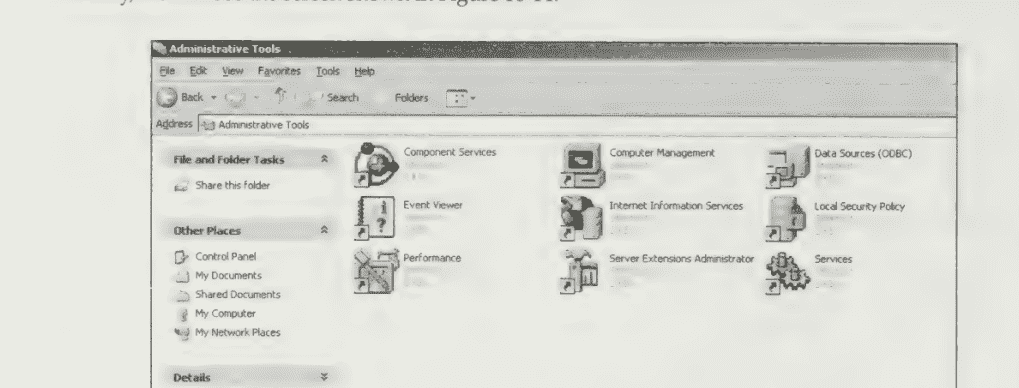 Administrative Tools
File Edit View Favorites Tools Help
Back Search Folders
Address Administrative Tools
File and Folder Tasks
Share this folder
Other Places
Control Panel
My Documents
Shared Documents
My Computer
My Network Places
Details
Component Services
Computer Management
Data Sources (ODBC)
Event Viewer
Internet Information Services
Local Security Policy
Performance
Server Extensions Administrator
Services